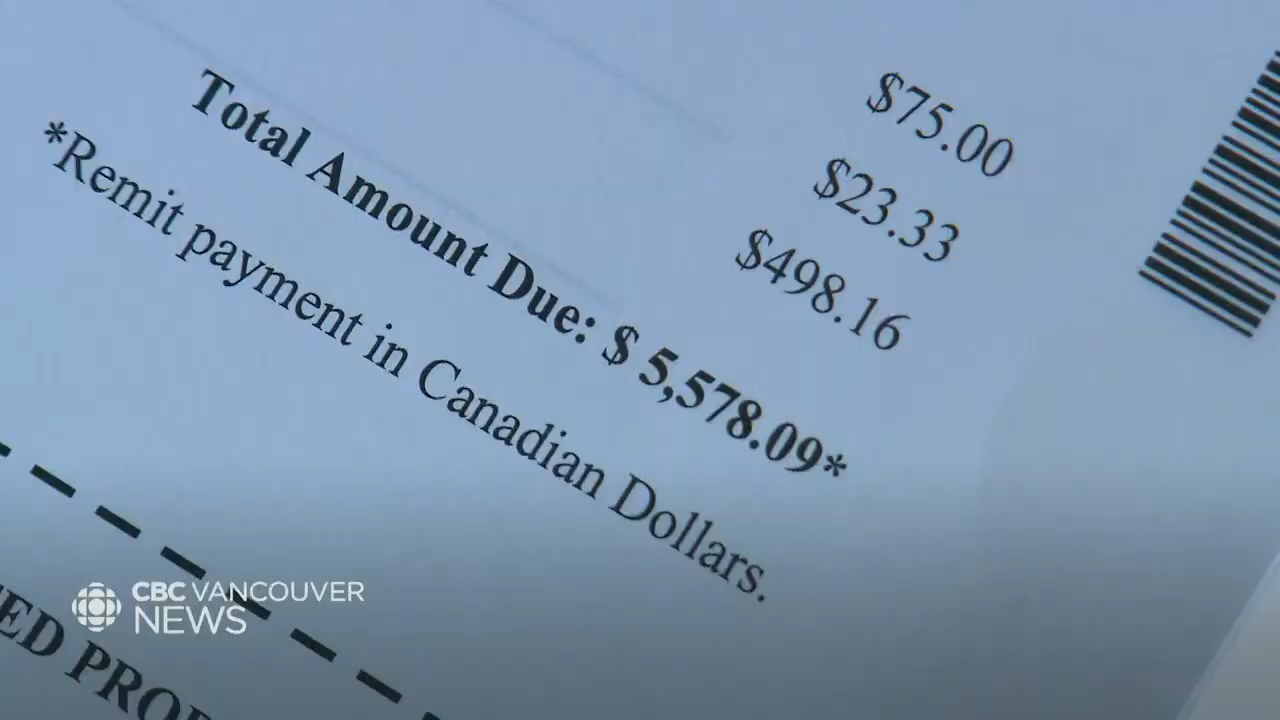 $75.00
$23.33
$498.16
Total Amount Due: $ 5,578.09*
*Remit payment in Canadian Dollars.
CBC VANCOUVER
NEWS